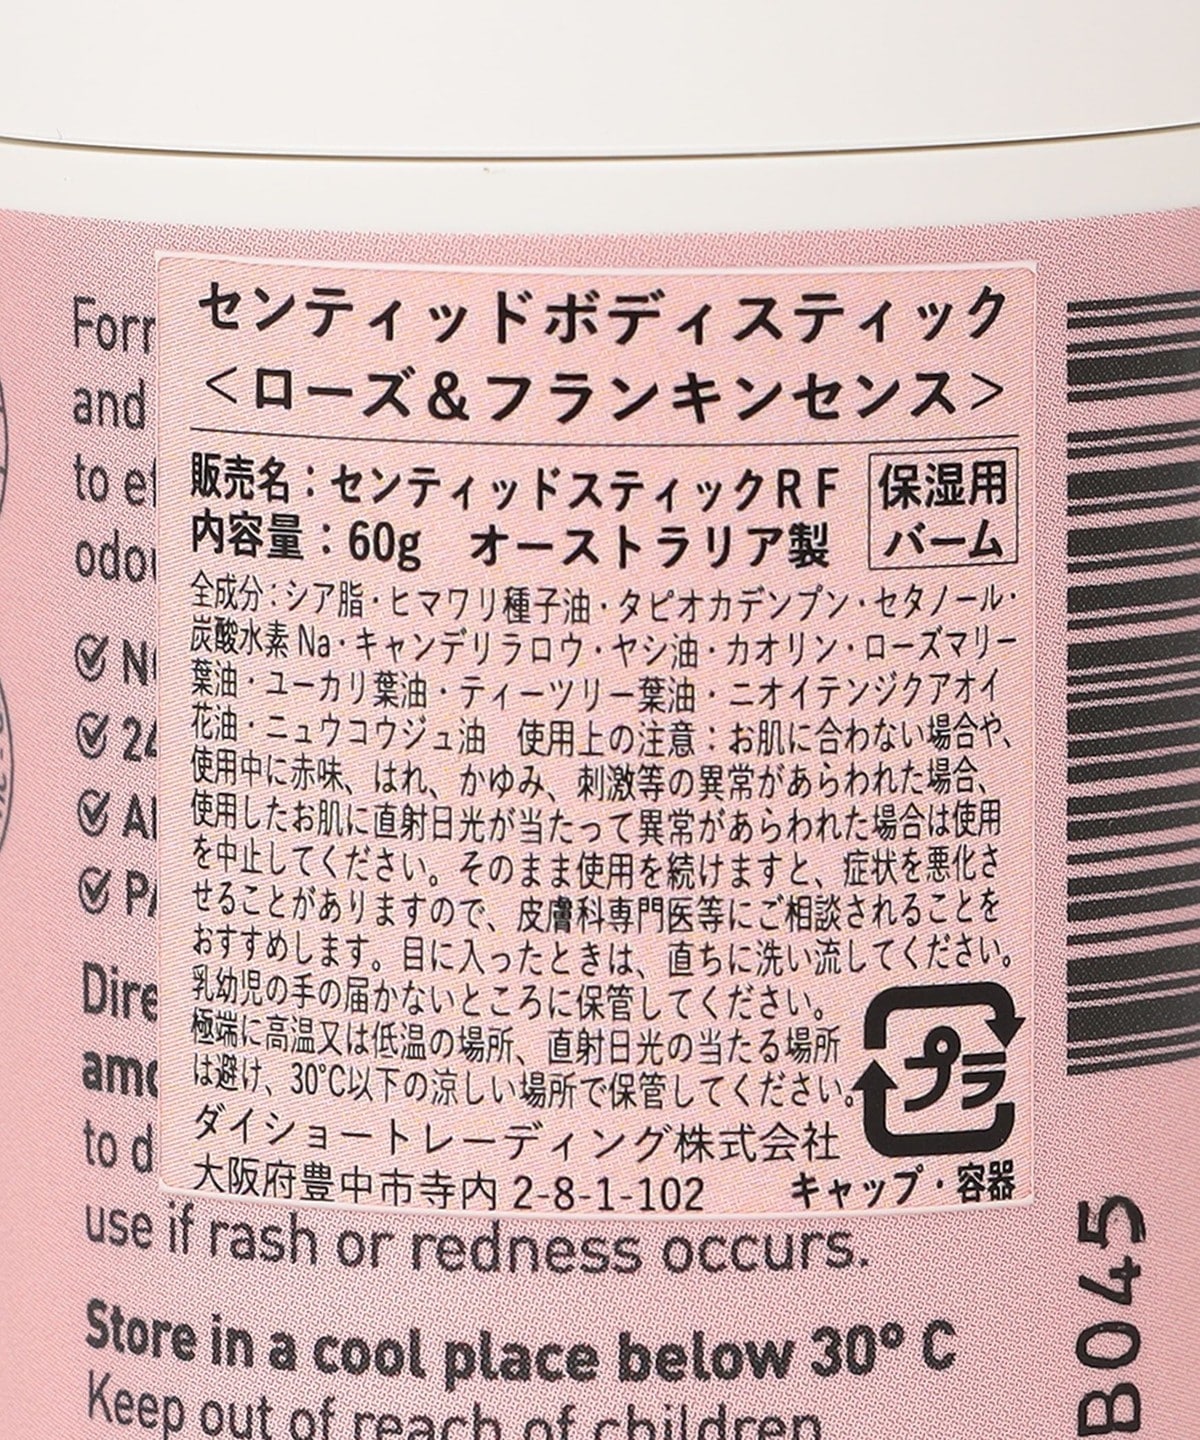 センティッドボディスティック
＜ローズ＆フランキンセンス＞
販売名：センティッドスティックＲＦ
内容量：60g　オーストラリア製
保湿用
バーム
全成分：シア脂・ヒマワリ種子油・タピオカデンプン・セタノール・
炭酸水素Na・キャンデリラロウ・ヤシ油・カオリン・ローズマリー
葉油・ユーカリ葉油・ティーツリー葉油・ニオイテンジクアオイ
花油・ニュウコウジュ油　使用上の注意：お肌に合わない場合や、
使用中に赤味、はれ、かゆみ、刺激等の異常があらわれた場合、
使用したお肌に直射日光が当たって異常があらわれた場合は使用
を中止してください。そのまま使用を続けますと、症状を悪化さ
せることがありますので、皮膚科専門医等にご相談されることを
おすすめします。目に入ったときは、直ちに洗い流してください。
乳幼児の手の届かないところに保管してください。
極端に高温又は低温の場所、直射日光の当たる場所
は避け、30℃以下の涼しい場所で保管してください。
ダイショートレーディング株式会社
大阪府豊中市寺内 2-8-1-102
プラ
キャップ・容器
and
to
Dire
to d
use if rash or redness occurs.
Store in a cool place below 30° C
Keep out of reach of children
B045